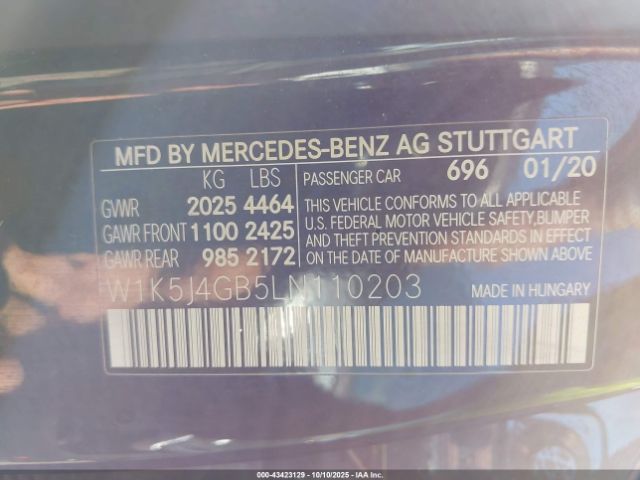 MFD BY MERCEDES-BENZ AG STUTTGART
KG LBS PASSENGER CAR 696 01/20
GVWR 2025 4464
GAWR FRONT 1100 2425
GAWR REAR 985 2172
THIS VEHICLE CONFORMS TO ALL APPLICABLE
U.S. FEDERAL MOTOR VEHICLE SAFETY,BUMPER
AND THEFT PREVENTION STANDARDS IN EFFECT
ON THE DATE OF MANUFACTURE SHOWN ABOVE.
W1K5J4GB5LN110203 MADE IN HUNGARY
000-43423129 - 10/10/2025 - IAA, Inc.